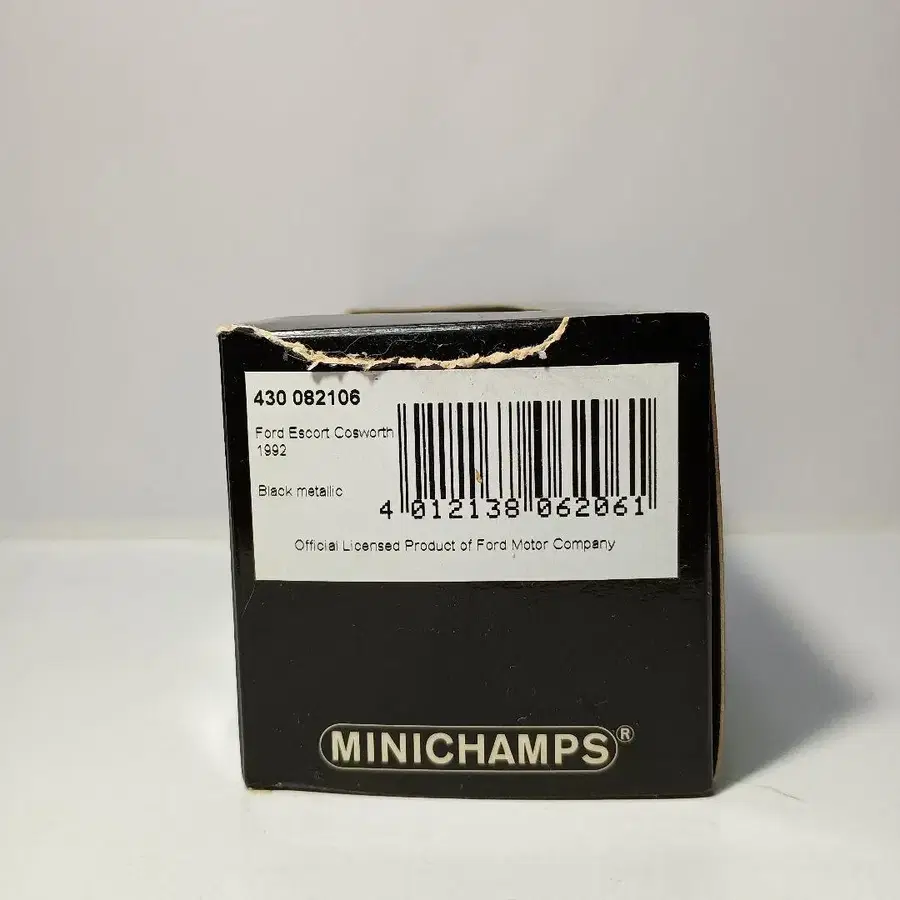 430 082106
Ford Escort Cosworth
1992
Black metallic
4 012138 062061
Official Licensed Product of Ford Motor Company
MINICHAMPS®